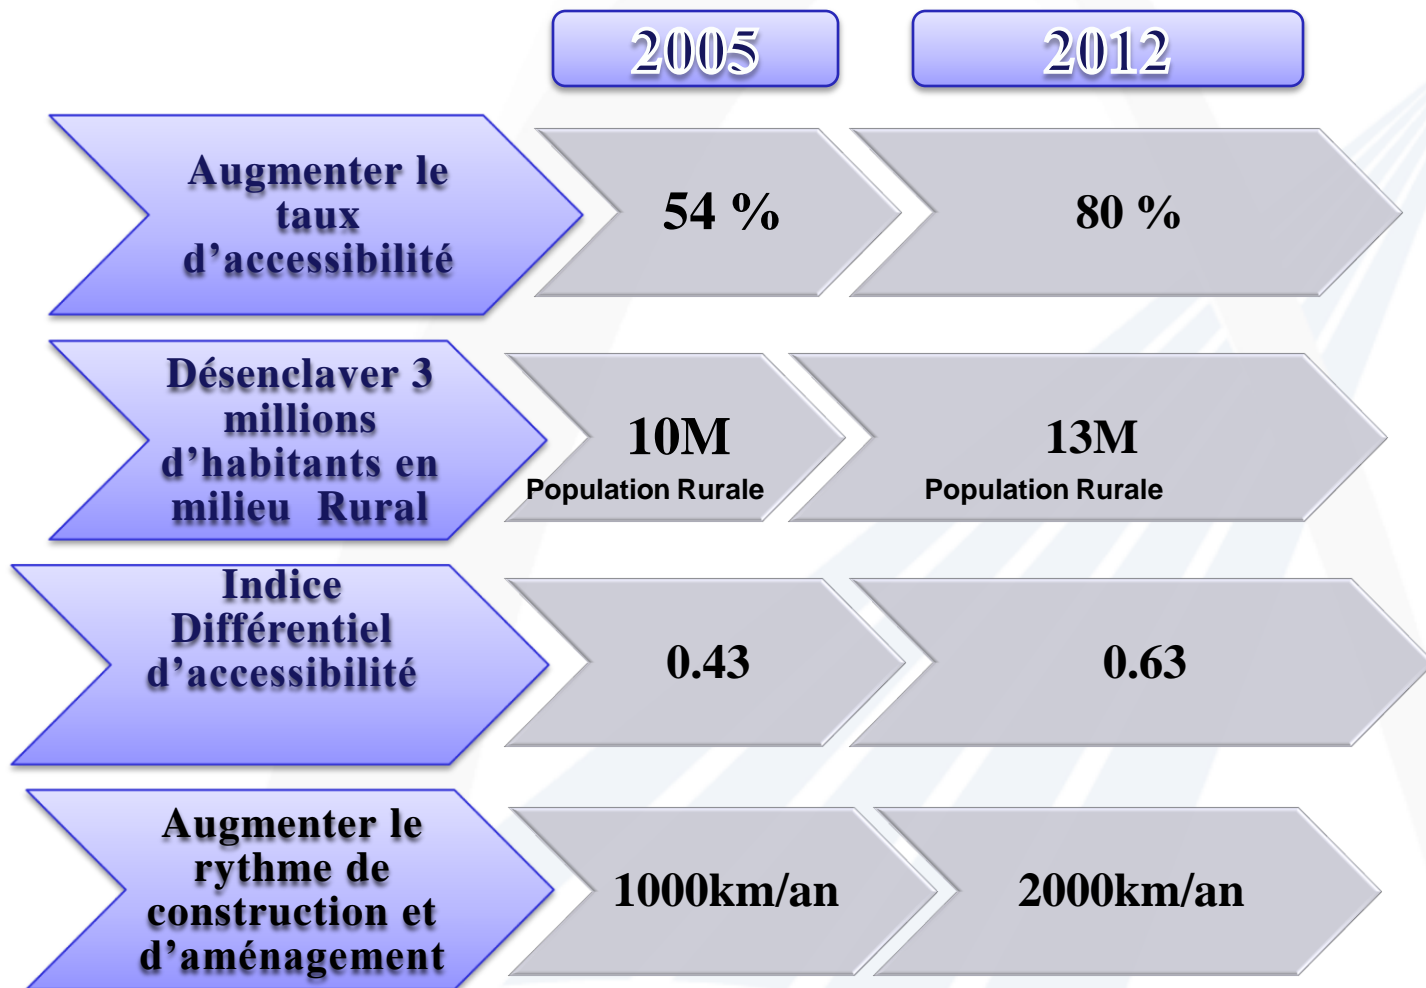 2005
2012
Augmenter le
taux
d’accessibilité
54 %
80 %
Désenclaver 3
millions
d’habitants en
milieu Rural
10M
Population Rurale
13M
Population Rurale
Indice
Différentiel
d’accessibilité
0.43
0.63
Augmenter le
rythme de
construction et
d’aménagement
1000km/an
2000km/an